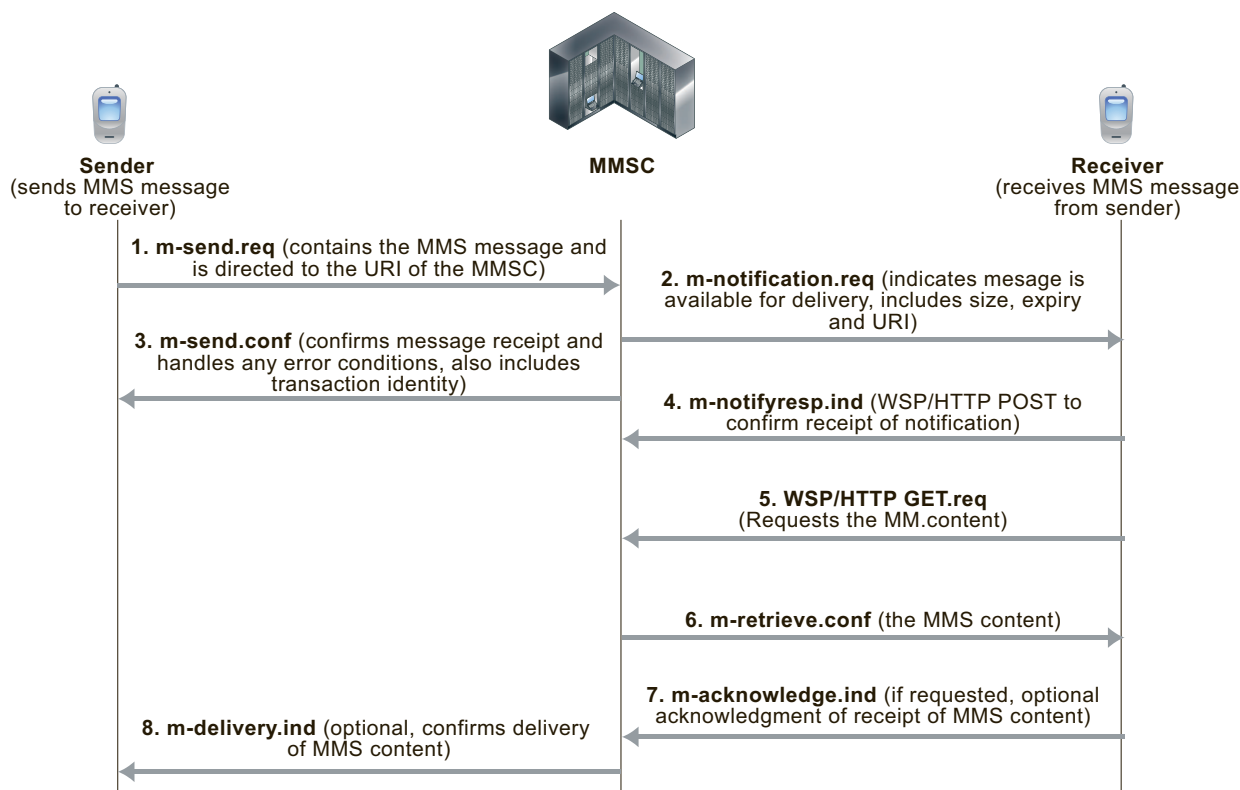 Sender
(sends MMS message
to receiver)
MMSC
Receiver
(receives MMS message
from sender)
1. m-send.req (contains the MMS message and
is directed to the URI of the MMSC)
2. m-notification.req (indicates mesage is
available for delivery, includes size, expiry
and URI)
3. m-send.conf (confirms message receipt and
handles any error conditions, also includes
transaction identity)
4. m-notifyresp.ind (WSP/HTTP POST to
confirm receipt of notification)
5. WSP/HTTP GET.req
(Requests the MM.content)
6. m-retrieve.conf (the MMS content)
7. m-acknowledge.ind (if requested, optional
acknowledgment of receipt of MMS content)
8. m-delivery.ind (optional, confirms delivery
of MMS content)